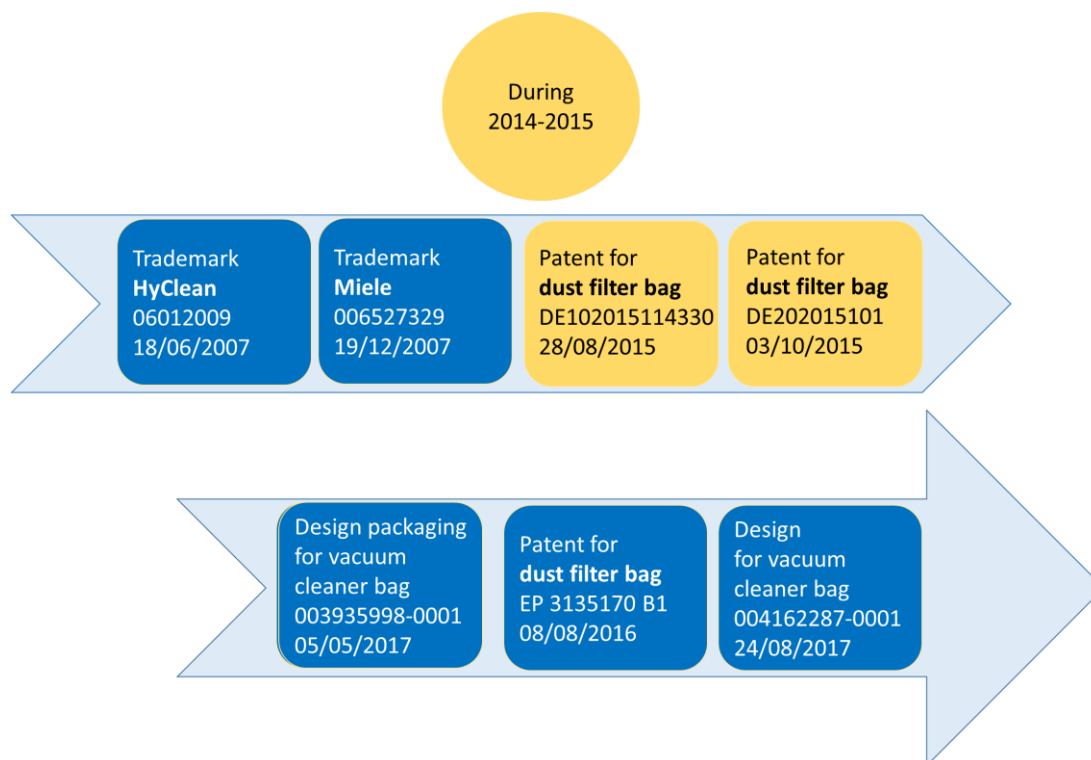 During
2014-2015
Trademark
HyClean
06012009
18/06/2007
Trademark
Miele
006527329
19/12/2007
Patent for
dust filter bag
DE102015114330
28/08/2015
Patent for
dust filter bag
DE202015101
03/10/2015
Design packaging
for vacuum
cleaner bag
003935998-0001
05/05/2017
Patent for
dust filter bag
EP 3135170 B1
08/08/2016
Design
for vacuum
cleaner bag
004162287-0001
24/08/2017